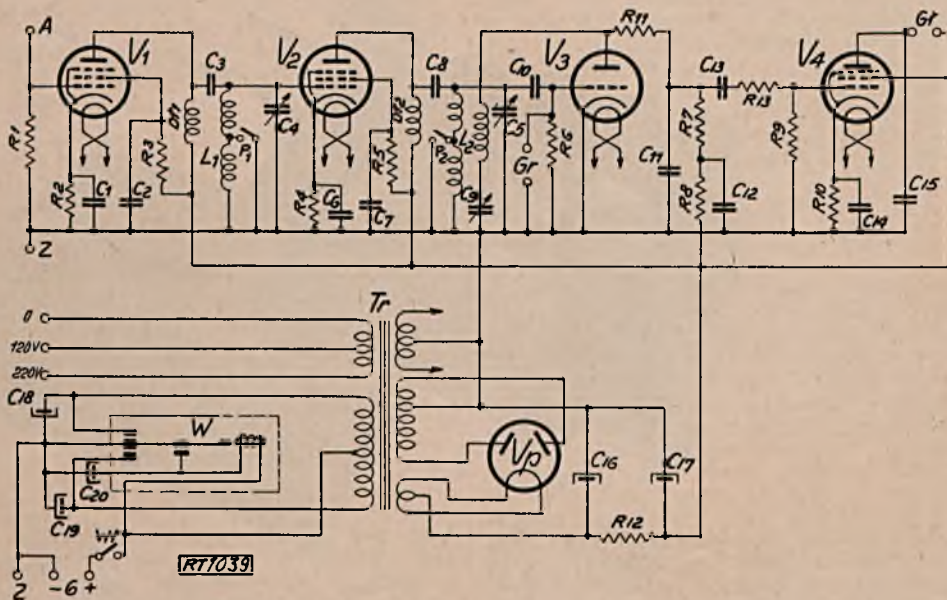 A
V1
V2
V3
V4
Gr
R1
R2
C1
C2
R3
Dł1
C3
L1
P1
C4
R4
C6
C7
R5
Dł2
C8
P2
L2
C9
C5
C10
Gr
R6
R11
C11
C13
R7
R8
C12
R13
R9
R10
C14
C15
Z
0
120V
220V
Tr
C18
W
C20
C19
W
Z
-6+
RT1039
Vp
C16
C17
R12